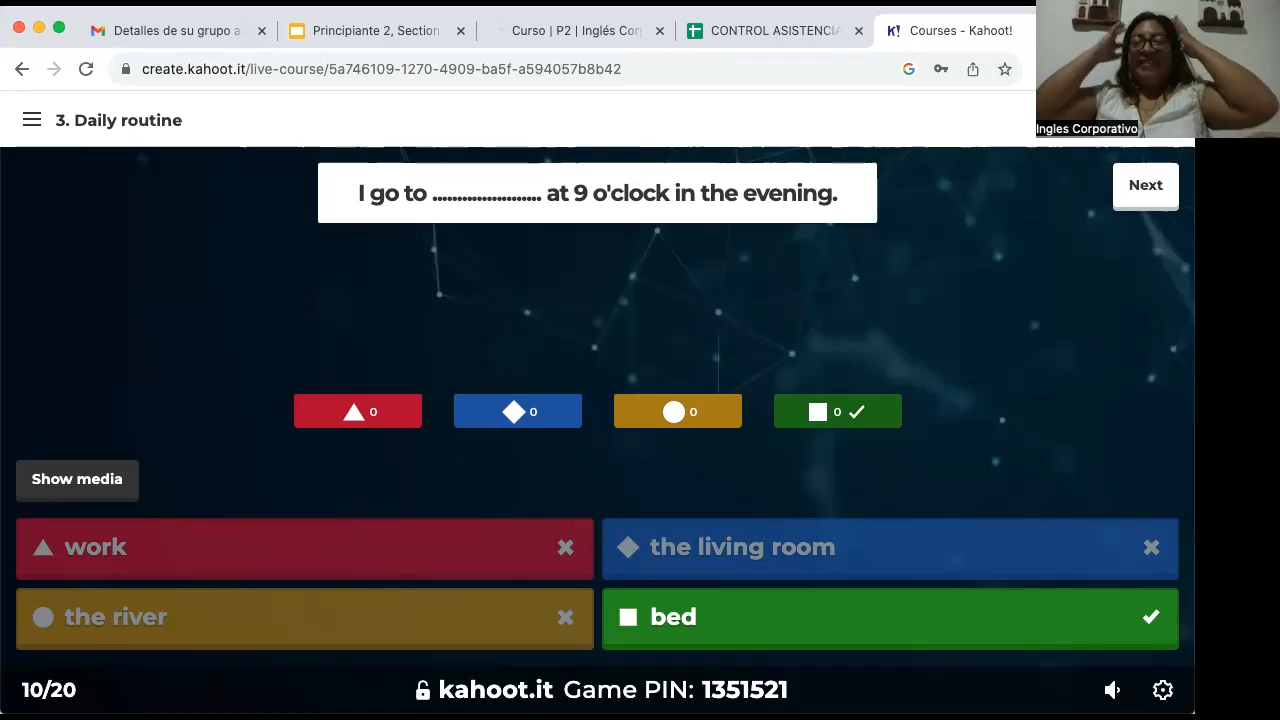 Detalles de su grupo a
Principiante 2, Section
Curso | P2 | Inglés Cor
CONTROL ASISTENCIA
K! Courses - Kahoot!
create.kahoot.it/live-course/5a746109-1270-4909-ba5f-a594057b8b42
Ingles Corporativo
3. Daily routine
I go to ...................... at 9 o'clock in the evening.
Next
0
0
0
0
Show media
work
the living room
the river
bed
10/20
kahoot.it Game PIN: 1351521